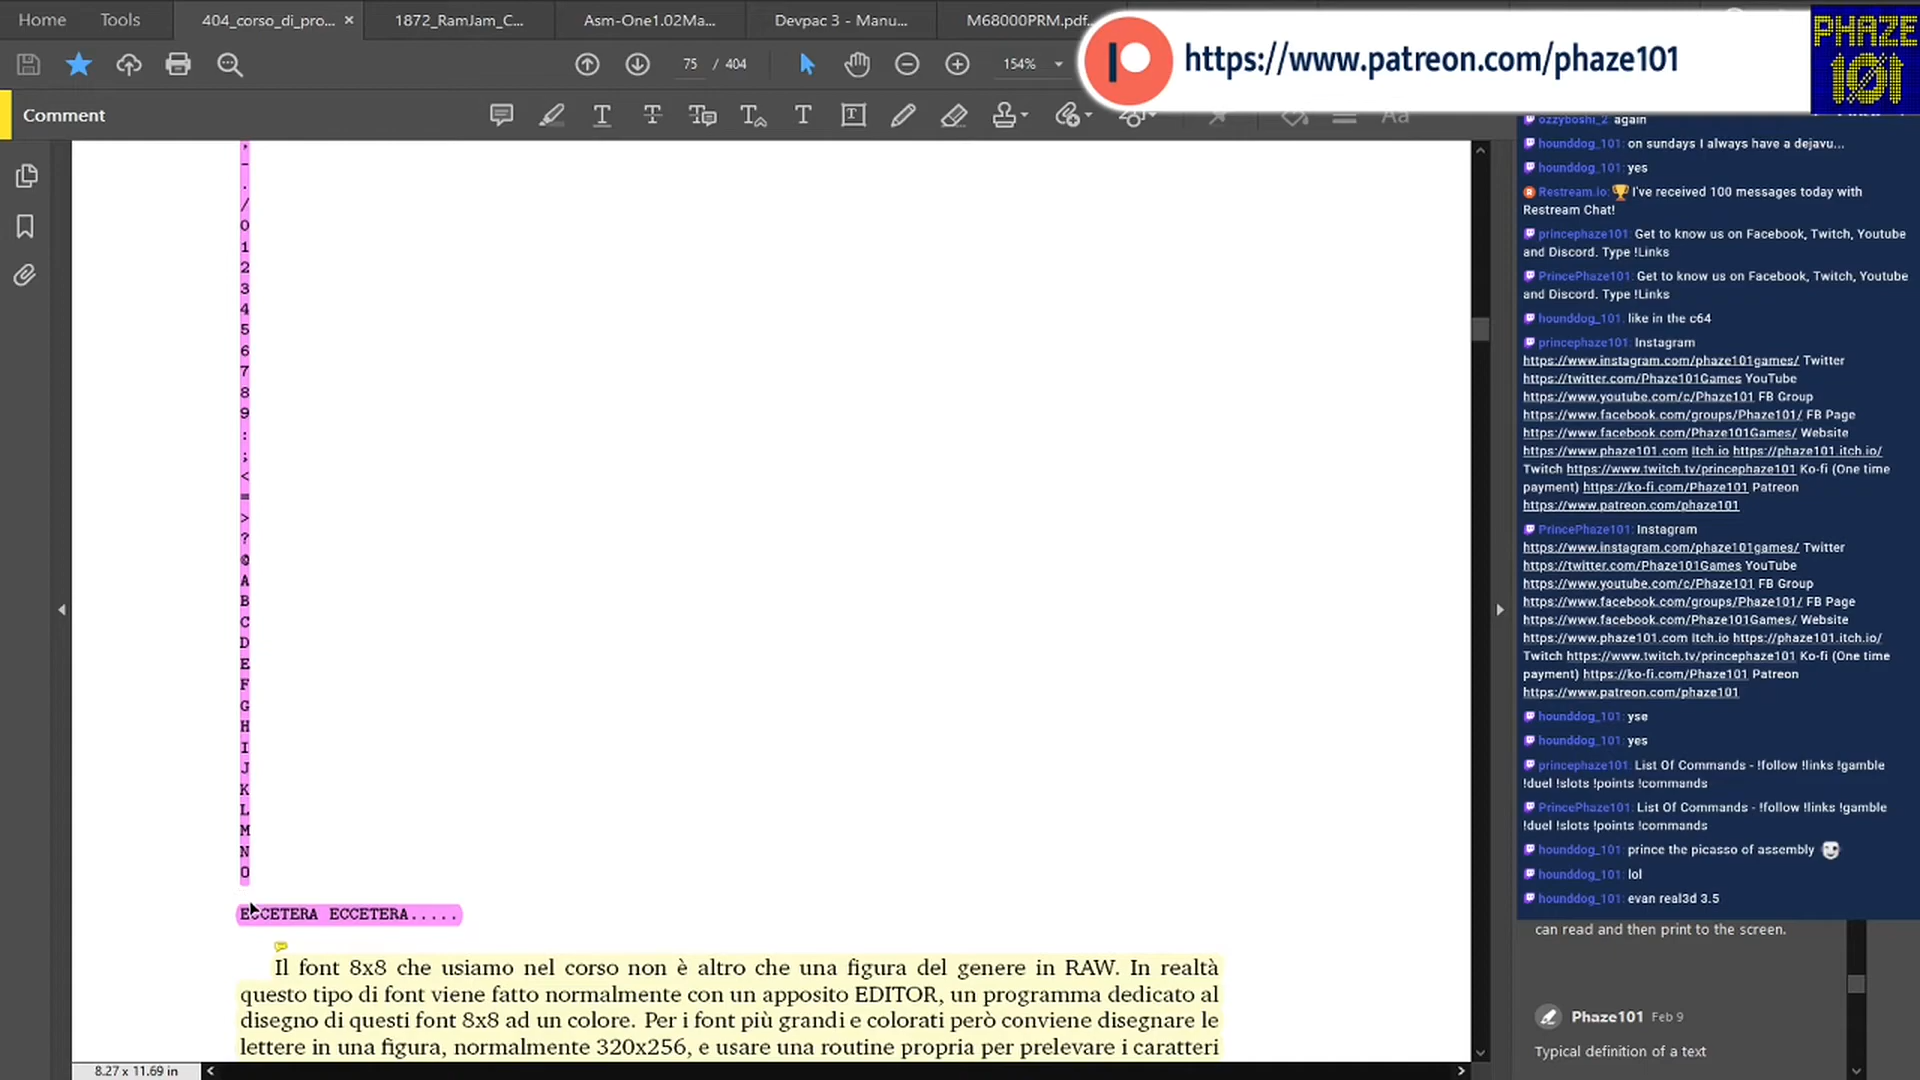 Home
Tools
404_corso_di_pro...
1872_RamJam_C...
Asm-One1.02Ma...
Devpac 3 - Manu...
M68000PRM.pdf...
https://www.patreon.com/phaze101
PHAZE
101
75 / 404
154%
Comment
,
-
.
/
0
1
2
3
4
5
6
7
8
9
:
;
<
=
>
?
@
A
B
C
D
E
F
G
H
I
J
K
L
M
N
O
ECCETERA ECCETERA.....
Il font 8x8 che usiamo nel corso non è altro che una figura del genere in RAW. In realtà
questo tipo di font viene fatto normalmente con un apposito EDITOR, un programma dedicato al
disegno di questi font 8x8 ad un colore. Per i font più grandi e colorati però conviene disegnare le
lettere in una figura, normalmente 320x256, e usare una routine propria per prelevare i caratteri
8.27 x 11.69 in
ozzyboshi_2 again
hounddog_101: on sundays I always have a dejavu...
hounddog_101: yes
Restream.io: 🏆 I've received 100 messages today with
Restream Chat!
princephaze101: Get to know us on Facebook, Twitch, Youtube
and Discord. Type !Links
PrincePhaze101: Get to know us on Facebook, Twitch, Youtube
and Discord. Type !Links
hounddog_101: like in the c64
princephaze101: Instagram
https://www.instagram.com/phaze101games/ Twitter
https://twitter.com/Phaze101Games YouTube
https://www.youtube.com/c/Phaze101 FB Group
https://www.facebook.com/groups/Phaze101/ FB Page
https://www.facebook.com/Phaze101Games/ Website
https://www.phaze101.com Itch.io https://phaze101.itch.io/
Twitch https://www.twitch.tv/princephaze101 Ko-fi (One time
payment) https://ko-fi.com/Phaze101 Patreon
https://www.patreon.com/phaze101
PrincePhaze101: Instagram
https://www.instagram.com/phaze101games/ Twitter
https://twitter.com/Phaze101Games YouTube
https://www.youtube.com/c/Phaze101 FB Group
https://www.facebook.com/groups/Phaze101/ FB Page
https://www.facebook.com/Phaze101Games/ Website
https://www.phaze101.com Itch.io https://phaze101.itch.io/
Twitch https://www.twitch.tv/princephaze101 Ko-fi (One time
payment) https://ko-fi.com/Phaze101 Patreon
https://www.patreon.com/phaze101
hounddog_101: yse
hounddog_101: yes
princephaze101: List Of Commands - !follow !links !gamble
!duel !slots !points !commands
PrincePhaze101: List Of Commands - !follow !links !gamble
!duel !slots !points !commands
hounddog_101: prince the picasso of assembly
hounddog_101: lol
hounddog_101: evan real3d 3.5
can read and then print to the screen.
Phaze101 Feb 9
Typical definition of a text